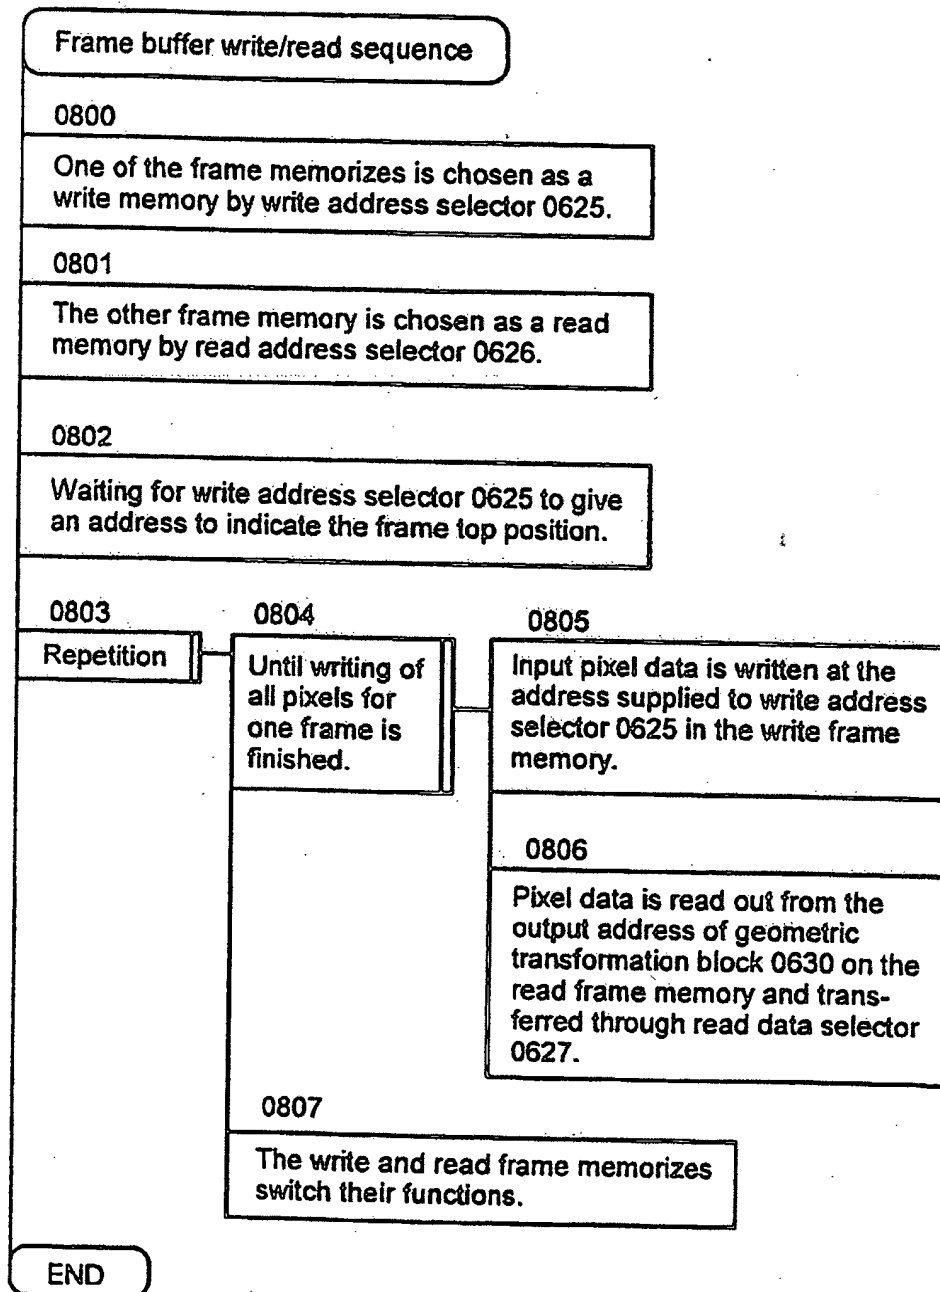 Frame buffer write/read sequence
0800
One of the frame memorizes is chosen as a
write memory by write address selector 0625.
0801
The other frame memory is chosen as a read
memory by read address selector 0626.
0802
Waiting for write address selector 0625 to give
an address to indicate the frame top position.
0803
Repetition
0804
Until writing of
all pixels for
one frame is
finished.
0805
Input pixel data is written at the
address supplied to write address
selector 0625 in the write frame
memory.
0806
Pixel data is read out from the
output address of geometric
transformation block 0630 on the
read frame memory and trans-
ferred through read data selector
0627.
0807
The write and read frame memorizes
switch their functions.
END